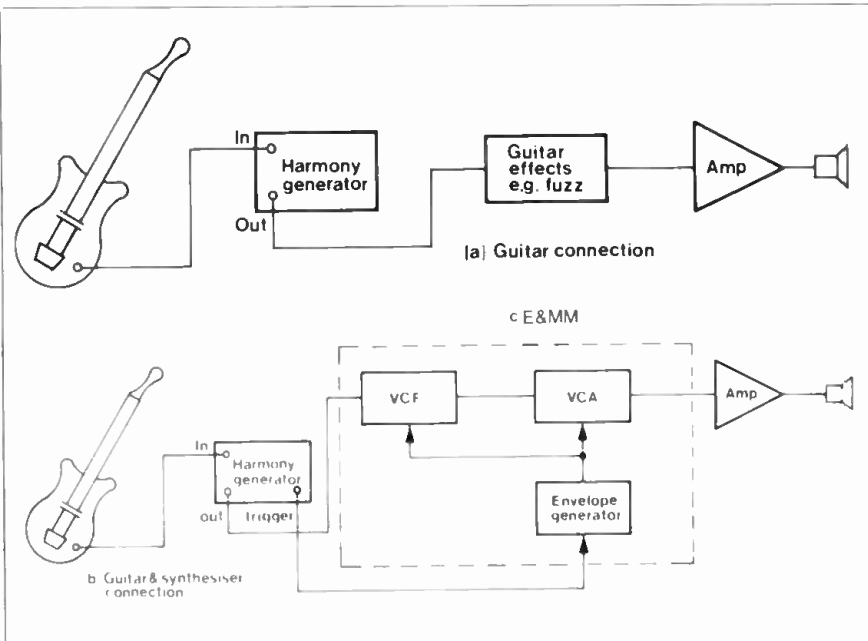 In
Harmony
generator
Out
Guitar
effects
e.g. fuzz
Amp
(a) Guitar connection
c E&MM
VCF
VCA
Amp
In
Harmony
generator
out
trigger
Envelope
generator
b Guitar & synthesiser
connection